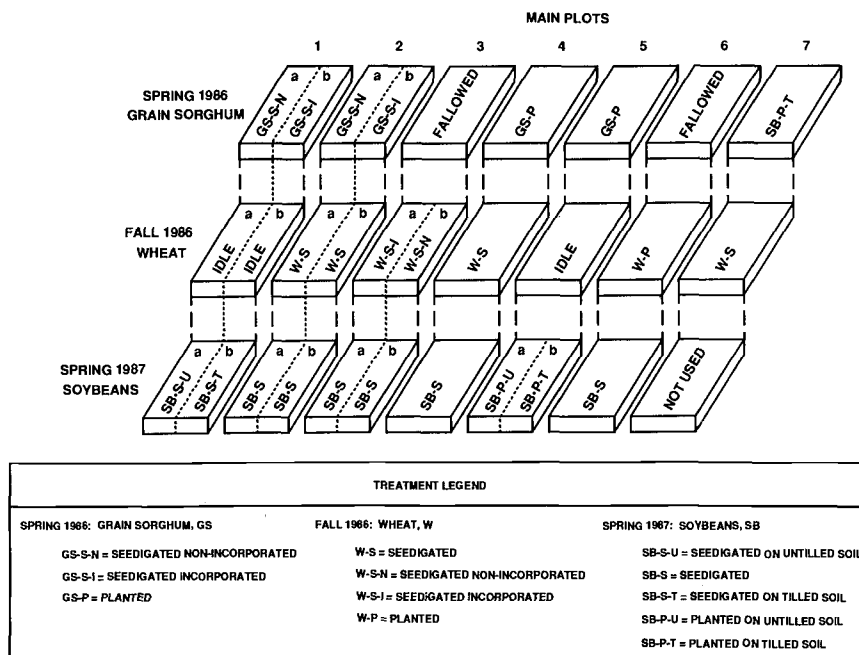 MAIN PLOTS
1 2 3 4 5 6 7
SPRING 1986
GRAIN SORGHUM
a b a b
GS-S-N GS-S-I GS-S-N GS-S-I FALLOWED GS-P GS-P FALLOWED SB-P-T
FALL 1986
WHEAT
a b a b a b
IDLE IDLE W-S W-S W-S-I W-S-N W-S IDLE W-P W-S
SPRING 1987
SOYBEANS
a b a b a b a b
SB-S-U SB-S-T SB-S SB-S SB-S SB-S SB-S SB-P-U SB-P-T SB-S NOT USED
TREATMENT LEGEND
SPRING 1986: GRAIN SORGHUM, GS
GS-S-N = SEEDIGATED NON-INCORPORATED
GS-S-I = SEEDIGATED INCORPORATED
GS-P = PLANTED
FALL 1986: WHEAT, W
W-S = SEEDIGATED
W-S-N = SEEDIGATED NON-INCORPORATED
W-S-I = SEEDIGATED INCORPORATED
W-P = PLANTED
SPRING 1987: SOYBEANS, SB
SB-S-U = SEEDIGATED ON UNTILLED SOIL
SB-S = SEEDIGATED
SB-S-T = SEEDIGATED ON TILLED SOIL
SB-P-U = PLANTED ON UNTILLED SOIL
SB-P-T = PLANTED ON TILLED SOIL